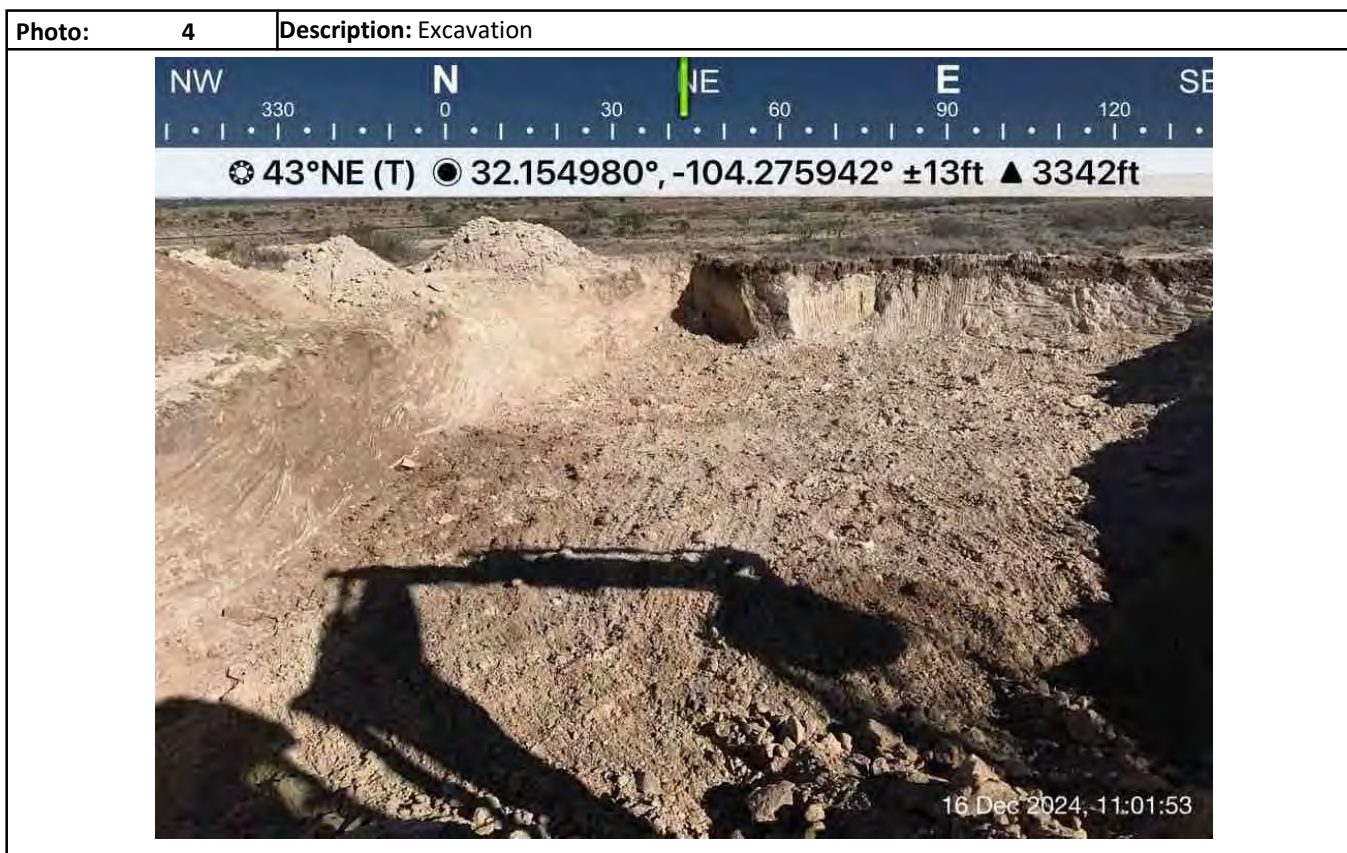 Photo: 4 Description: Excavation
NW N NE E SE
330 0 30 60 90 120
43°NE (T) 32.154980°, -104.275942° ±13ft ▲ 3342ft
16 Dec 2024, 11:01:53